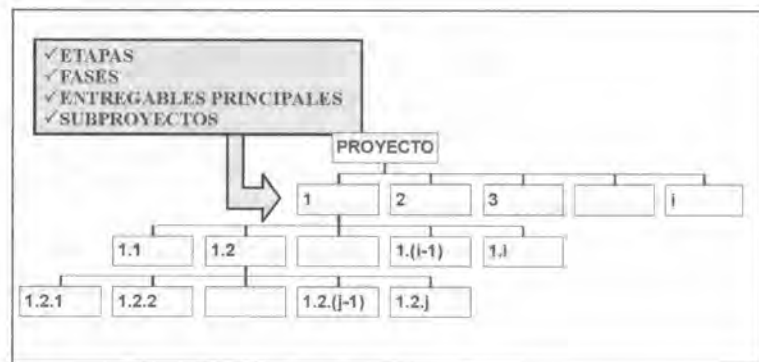 ✓ETAPAS
✓FASES
✓ENTREGABLES PRINCIPALES
✓SUBPROYECTOS
PROYECTO
1 2 3 i
1.1 1.2 1.(i-1) 1.i
1.2.1 1.2.2 1.2.(j-1) 1.2.j